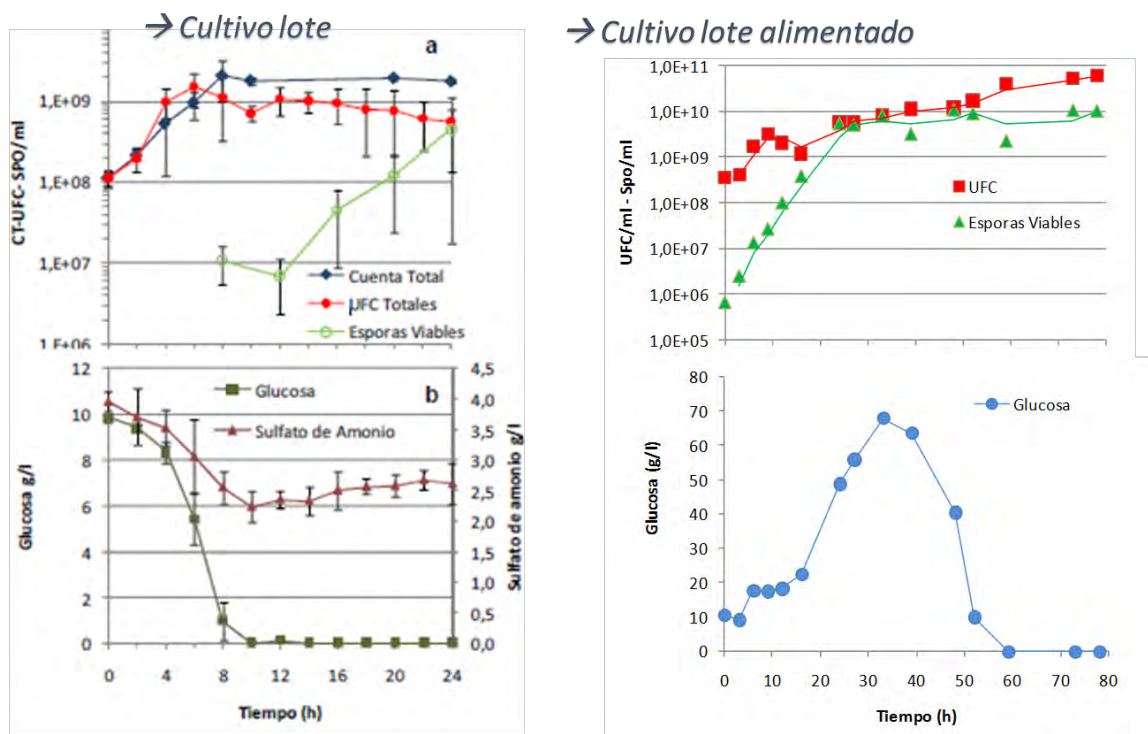 → Cultivo lote
a
CT-UFC- SPO/ml
1,E+09
1,E+08
1,E+07
1,E+06
Cuenta Total
UFC Totales
Esporas Viables
b
Glucosa g/l
12
10
8
6
4
2
0
Glucosa
Sulfato de Amonio
4,5
4,0
3,5
3,0
2,5
2,0
1,5
1,0
0,5
0,0
Sulfato de amonio g/l
0 4 8 12 16 20 24
Tiempo (h)
→ Cultivo lote alimentado
UFC/ml - Spo/ml
1,0E+11
1,0E+10
1,0E+09
1,0E+08
1,0E+07
1,0E+06
1,0E+05
UFC
Esporas Viables
Glucosa (g/l)
80
70
60
50
40
30
20
10
0
Glucosa
0 10 20 30 40 50 60 70 80
Tiempo (h)